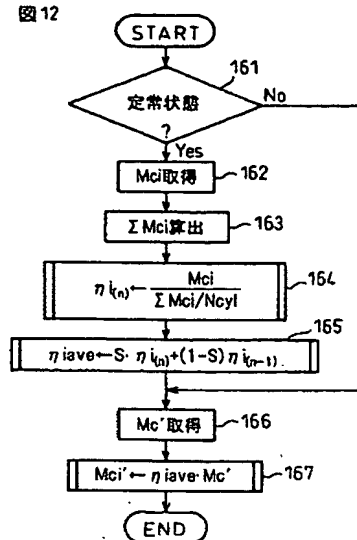 図12
START
161
定常状態
?
No
Yes
Mci取得
162
ΣMci算出
163
ηi(n)←Mci/(ΣMci/Ncyl)
164
165
ηiave←S・ηi(n)+(1-S)ηi(n-1)
Mc'取得
166
Mci'←ηiave・Mc'
167
END